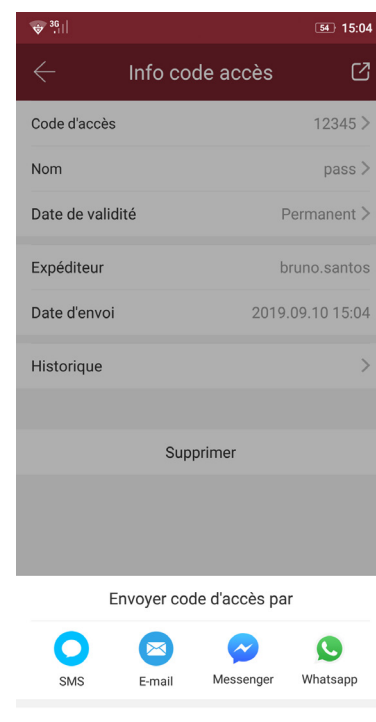 3G 54 15:04
Info code accès
Code d'accès 12345
Nom pass
Date de validité Permanent
Expéditeur bruno.santos
Date d'envoi 2019.09.10 15:04
Historique
Supprimer
Envoyer code d'accès par
SMS E-mail Messenger Whatsapp